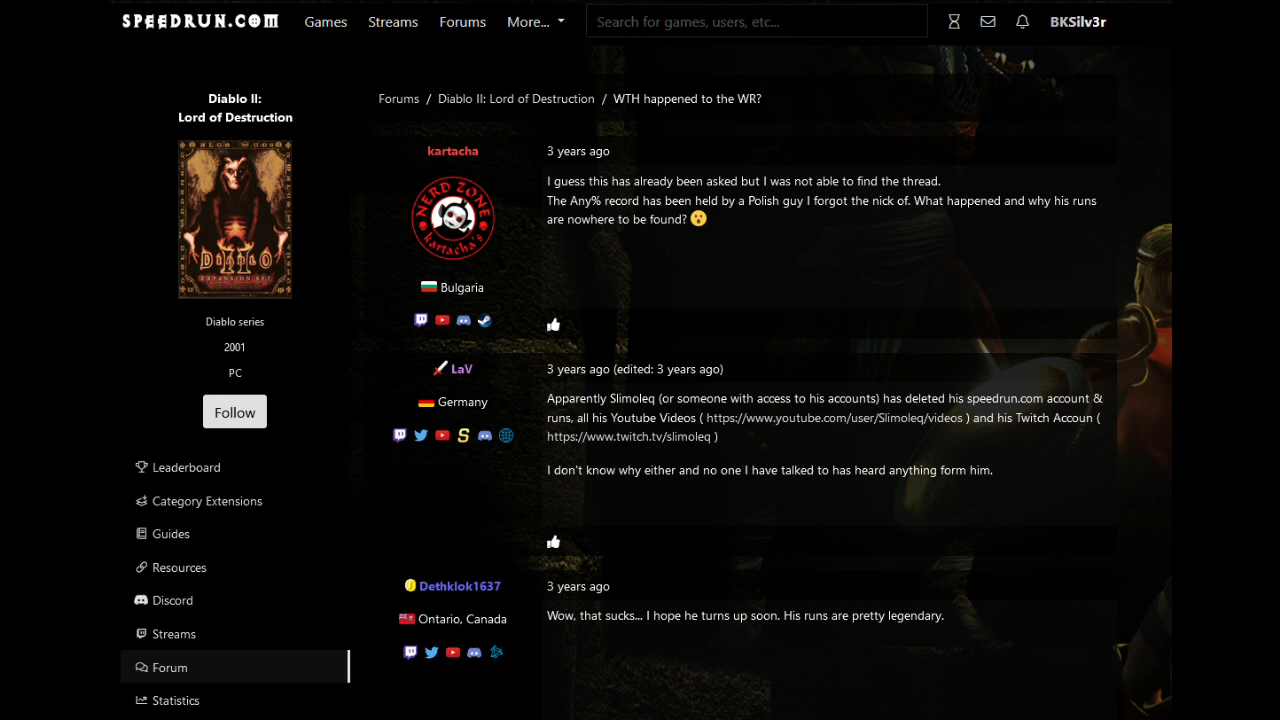 SPEEDRUN.COM Games Streams Forums More... Search for games, users, etc... BKSilv3r
Diablo II:
Lord of Destruction
DIABLO
II
EXPANSION SET
Diablo series
2001
PC
Follow
Leaderboard
Category Extensions
Guides
Resources
Discord
Streams
Forum
Statistics
Forums / Diablo II: Lord of Destruction / WTH happened to the WR?
kartacha
NERD ZONE
kartacha's
Bulgaria
3 years ago
I guess this has already been asked but I was not able to find the thread.
The Any% record has been held by a Polish guy I forgot the nick of. What happened and why his runs
are nowhere to be found? 😮
LaV
Germany
3 years ago (edited: 3 years ago)
Apparently Slimoleq (or someone with access to his accounts) has deleted his speedrun.com account &
runs, all his Youtube Videos ( https://www.youtube.com/user/Slimoleq/videos ) and his Twitch Accoun (
https://www.twitch.tv/slimoleq )
I don't know why either and no one I have talked to has heard anything form him.
Dethklok1637
Ontario, Canada
3 years ago
Wow, that sucks... I hope he turns up soon. His runs are pretty legendary.